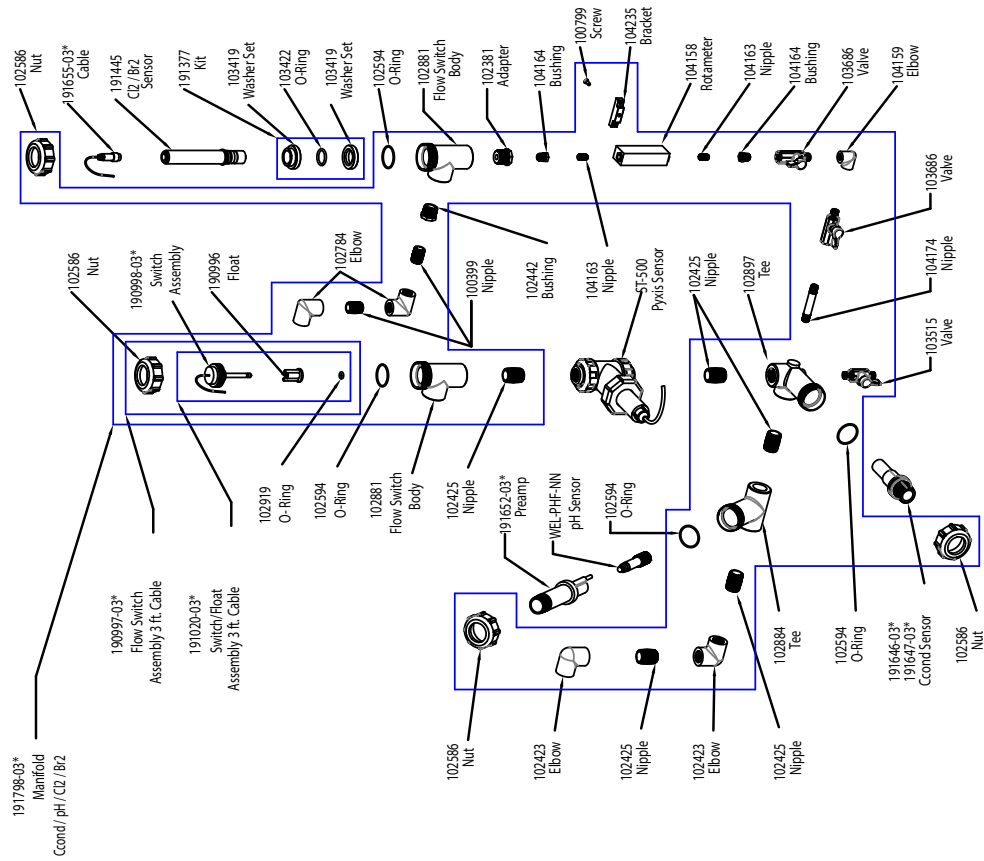 102586
Nut
191655-03*
Cable
191445
Cl2 / Br2
Sensor
191377
Kit
103419
Washer Set
103422
O-Ring
103419
Washer Set
102594
O-Ring
102881
Flow Switch
Body
102381
Adapter
104164
Bushing
100799
Screw
104235
Bracket
104158
Rotameter
104163
Nipple
104164
Bushing
103686
Valve
104159
Elbow
102586
Nut
190998-03*
Switch
Assembly
190996
Float
102784
Elbow
100399
Nipple
102442
Bushing
104163
Nipple
ST-500
Pyxis Sensor
102425
Nipple
102897
Tee
103686
Valve
104174
Nipple
103515
Valve
191798-03*
Manifold
Ccond / pH / Cl2 / Br2
190997-03*
Flow Switch
Assembly 3 ft. Cable
191020-03*
Switch/Float
Assembly 3 ft. Cable
102919
O- Ring
102594
O-Ring
102881
Flow Switch
Body
102425
Nipple
191652-03*
Preamp
WEL-PHF-NN
pH Sensor
102594
O-Ring
102586
Nut
102423
Elbow
102425
Nipple
102423
Elbow
102425
Nipple
102884
Tee
102594
O-Ring
191646-03*
191647-03*
Ccond Sensor
102586
Nut